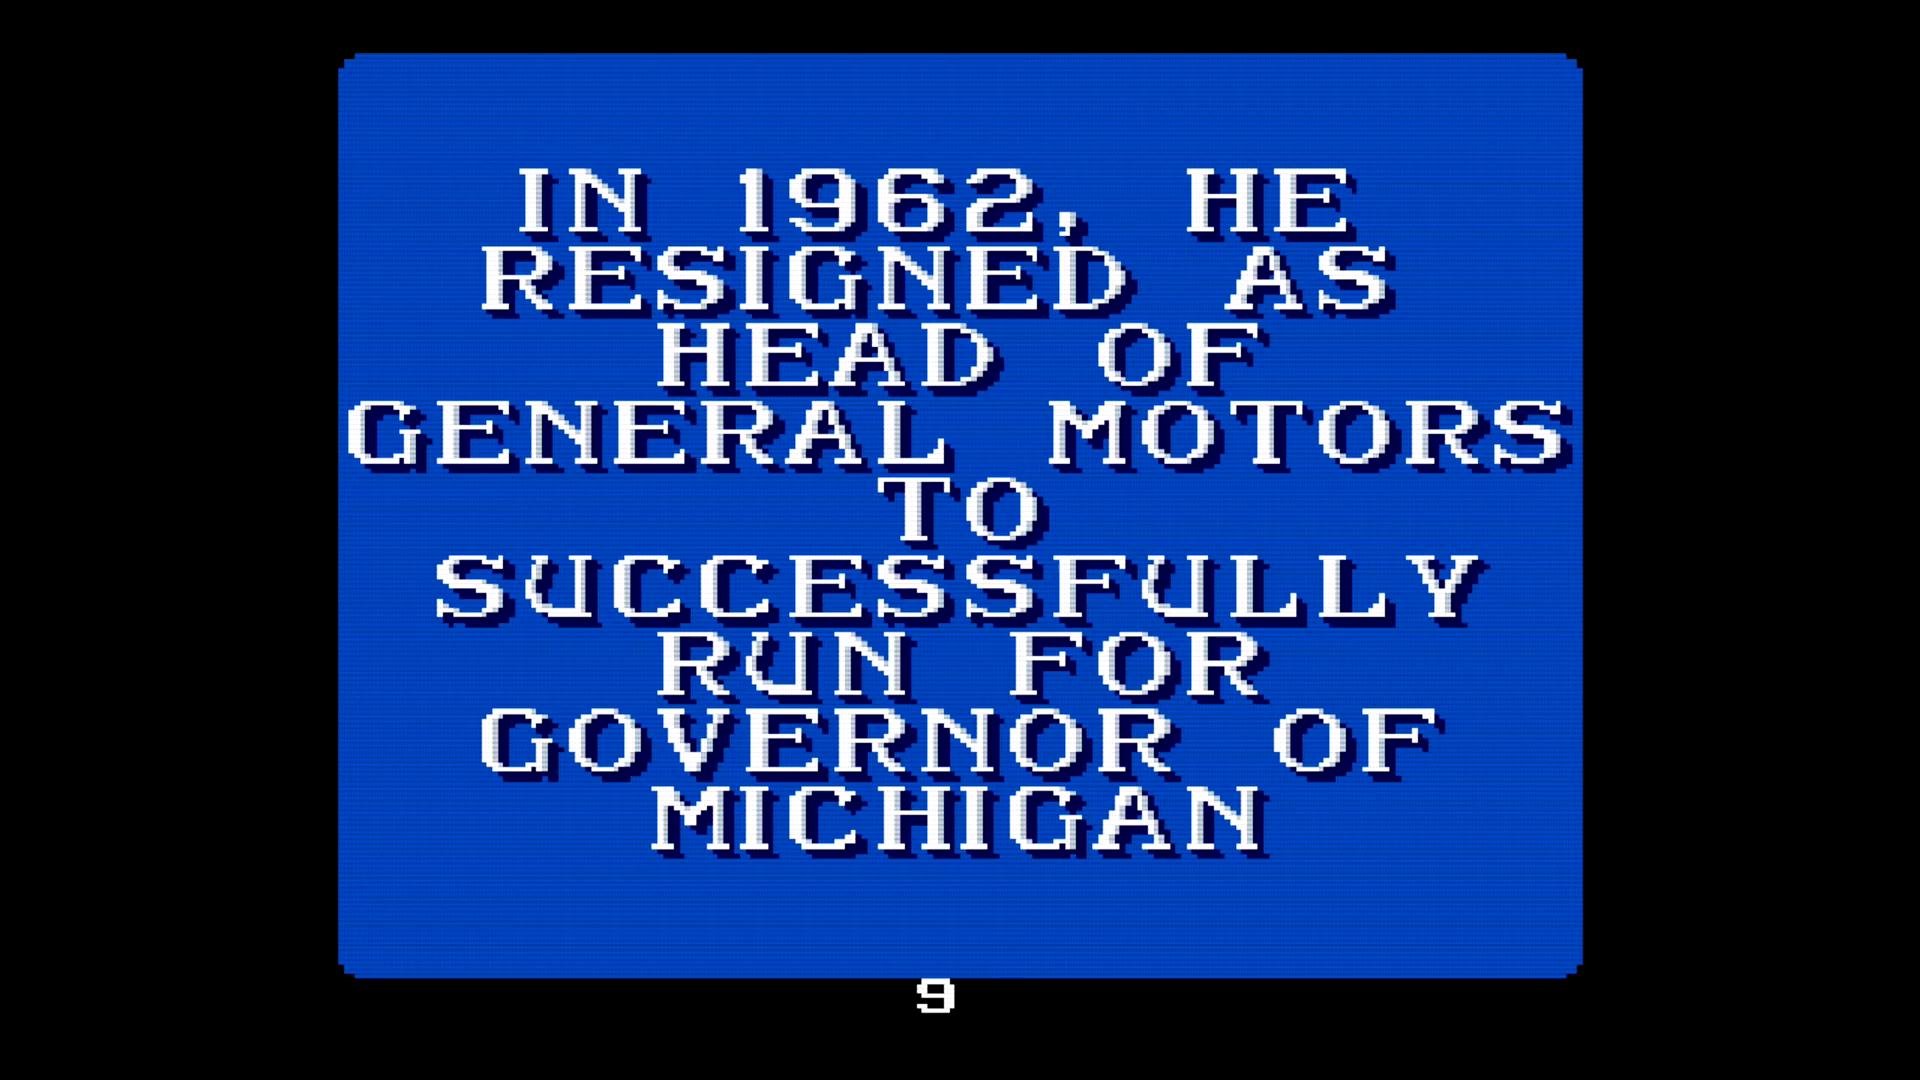 IN 1962, HE
RESIGNED AS
HEAD OF
GENERAL MOTORS
TO
SUCCESSFULLY
RUN FOR
GOVERNOR OF
MICHIGAN
9